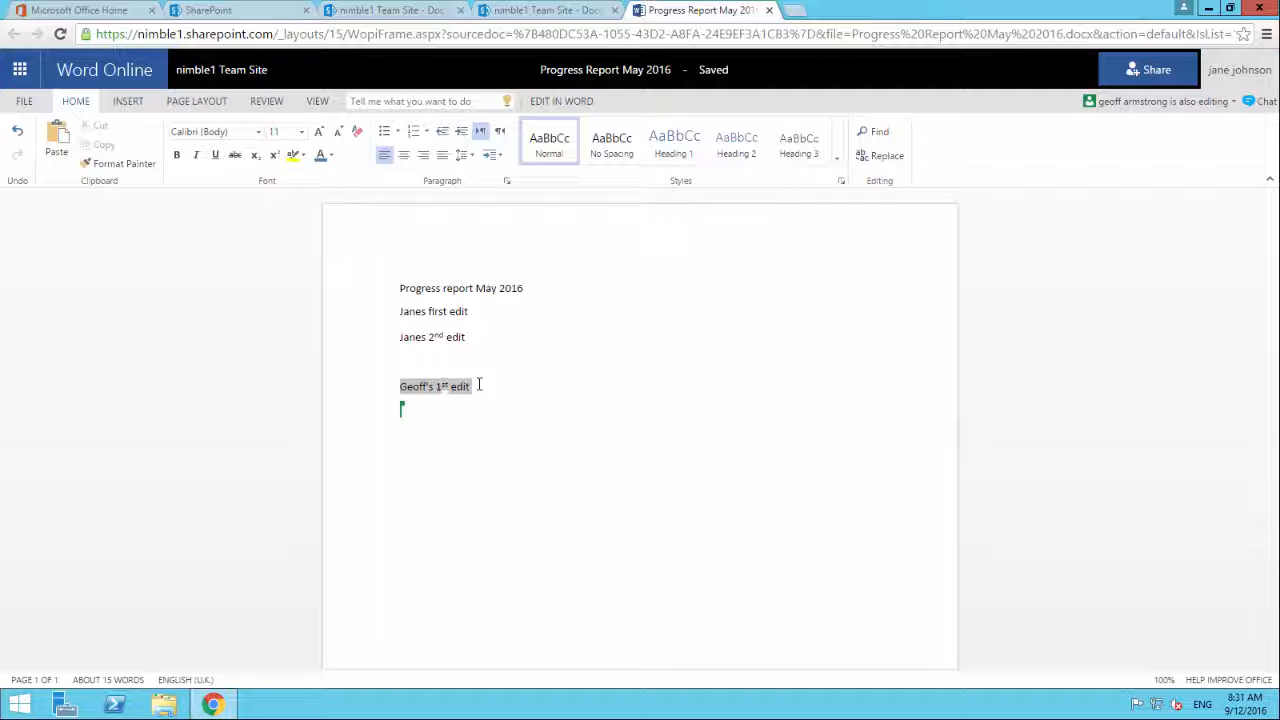 Microsoft Office Home
SharePoint
nimble1 Team Site - Doc
nimble1 Team Site - Doc
Progress Report May 201
https://nimble1.sharepoint.com/_layouts/15/WopiFrame.aspx?sourcedoc=%7B480DC53A-1055-43D2-A8FA-24E9EF3A1CB3%7D&file=Progress%20Report%20May%202016.docx&action=default&IsList=
Word Online
nimble1 Team Site
Progress Report May 2016 - Saved
Share
jane johnson
FILE HOME INSERT PAGE LAYOUT REVIEW VIEW Tell me what you want to do EDIT IN WORD
geoff armstrong is also editing
Chat
Paste
Cut
Copy
Format Painter
Calibri (Body) 11
B I U abc x₂ x²
AaBbCc AaBbCc AaBbCc AaBbCc AaBbCc
Normal No Spacing Heading 1 Heading 2 Heading 3
Find
Replace
Undo Clipboard Font Paragraph Styles Editing
Progress report May 2016
Janes first edit
Janes 2nd edit
Geoff's 1st edit
PAGE 1 OF 1 ABOUT 15 WORDS ENGLISH (U.K.) 100% HELP IMPROVE OFFICE
ENG
8:31 AM
9/12/2016